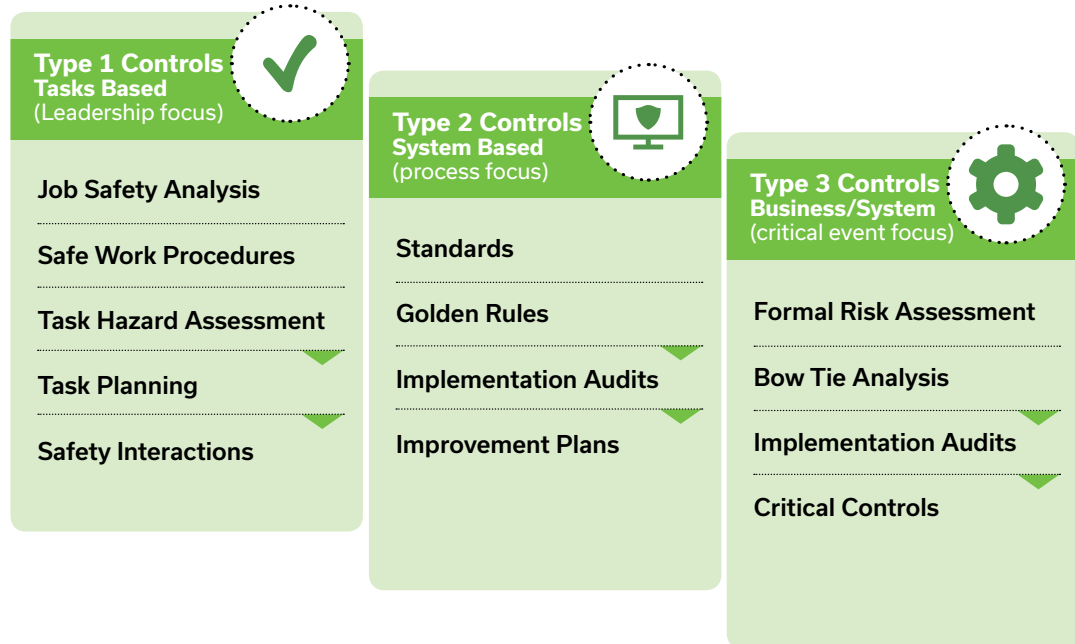 Type 1 Controls
Tasks Based
(Leadership focus)
Job Safety Analysis
Safe Work Procedures
Task Hazard Assessment
Task Planning
Safety Interactions
Type 2 Controls
System Based
(process focus)
Standards
Golden Rules
Implementation Audits
Improvement Plans
Type 3 Controls
Business/System
(critical event focus)
Formal Risk Assessment
Bow Tie Analysis
Implementation Audits
Critical Controls